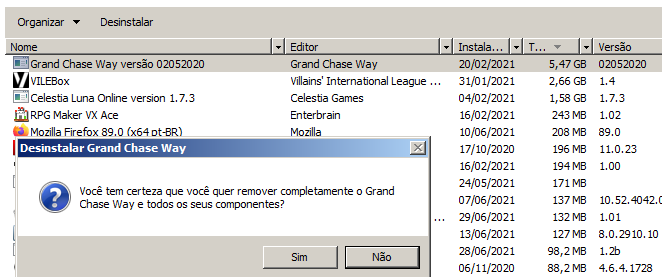 Organizar Desinstalar
Nome Editor Instala... T... Versão
Grand Chase Way versão 02052020 Grand Chase Way 20/02/2021 5,47 GB 02052020
VILEBox Villains' International League ... 31/01/2021 2,66 GB 1.4
Celestia Luna Online version 1.7.3 Celestia Games 04/02/2021 1,58 GB 1.7.3
RPG Maker VX Ace Enterbrain 16/02/2021 243 MB 1.02
Mozilla Firefox 89.0 (x64 pt-BR) Mozilla 10/06/2021 208 MB 89.0
Desinstalar Grand Chase Way 17/10/2020 196 MB 11.0.23
16/02/2021 194 MB 1.00
24/05/2021 171 MB
Você tem certeza que você quer remover completamente o Grand 07/06/2021 137 MB 10.52.4042.0
Chase Way e todos os seus componentes? ... 29/06/2021 132 MB 1.01
13/06/2021 127 MB 8.0.2910.10
Sim Não 28/06/2021 98,2 MB 1.2b
06/11/2020 88,2 MB 4.6.4.1728